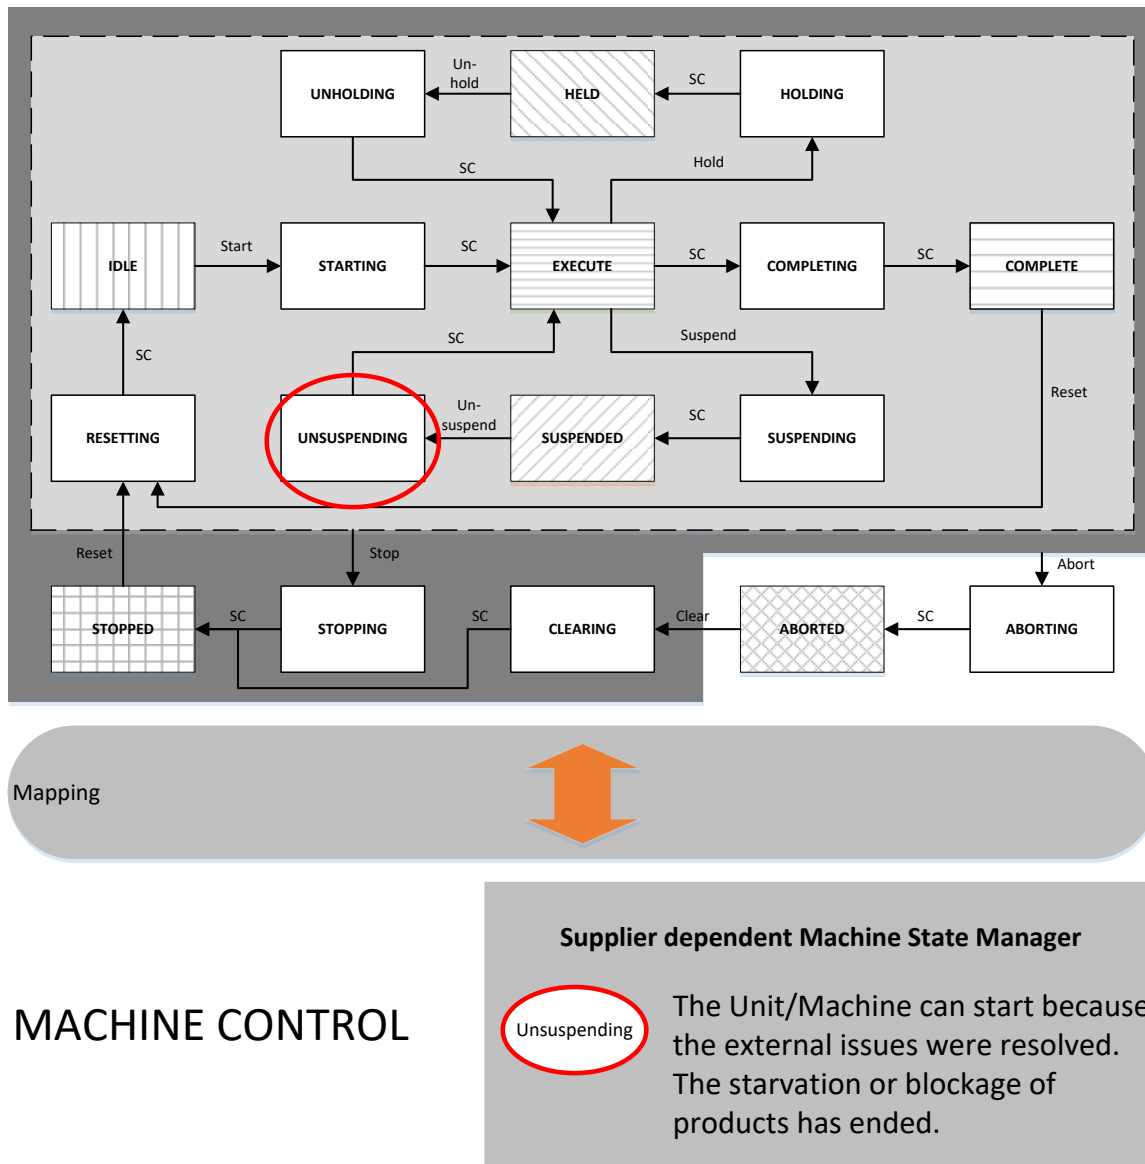 Un-
hold
SC
UNHOLDING
HELD
HOLDING
SC
Hold
Start
SC
SC
SC
IDLE
STARTING
EXECUTE
COMPLETING
COMPLETE
SC
SC
Suspend
Reset
Un-
suspend
SC
RESETTING
UNSUSPENDING
SUSPENDED
SUSPENDING
Reset
Stop
Abort
SC
SC
Clear
SC
STOPPED
STOPPING
CLEARING
ABORTED
ABORTING
Mapping
Supplier dependent Machine State Manager
MACHINE CONTROL
Unsuspending
The Unit/Machine can start because
the external issues were resolved.
The starvation or blockage of
products has ended.